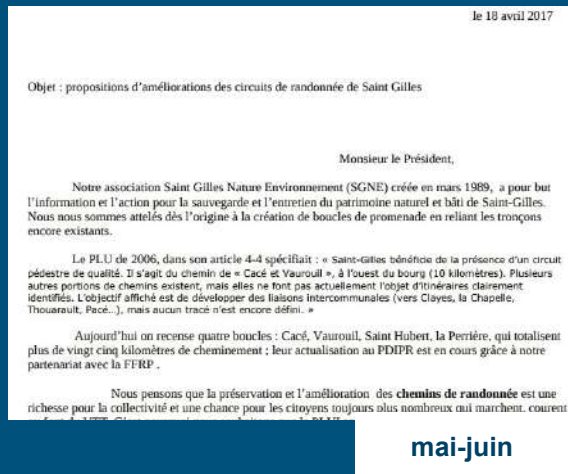 le 18 avril 2017
Objet : propositions d'améliorations des circuits de randonnée de Saint Gilles
Monsieur le Président,
Notre association Saint Gilles Nature Environnement (SGNE) créée en mars 1989, a pour but
l'information et l'action pour la sauvegarde et l'entretien du patrimoine naturel et bâti de Saint-Gilles.
Nous nous sommes attelés dès l'origine à la création de boucles de promenade en reliant les tronçons
encore existants.
Le PLU de 2006, dans son article 4-4 spécifiait : « Saint-Gilles bénéficie de la présence d'un circuit
pédestre de qualité. Il s'agit du chemin de « Cacé et Vaurouil », à l'ouest du bourg (10 kilomètres). Plusieurs
autres portions de chemins existent, mais elles ne font pas actuellement l'objet d'itinéraires clairement
identifiés. L'objectif affiché est de développer des liaisons intercommunales (vers Clayes, la Chapelle,
Thouarault, Pacé...), mais aucun tracé n'est encore défini. »
Aujourd'hui on recense quatre boucles : Cacé, Vaurouil, Saint Hubert, la Perrière, qui totalisent
plus de vingt cinq kilomètres de cheminement ; leur actualisation au PDIPR est en cours grâce à notre
partenariat avec la FFRP .
Nous pensons que la préservation et l'amélioration des chemins de randonnée est une
richesse pour la collectivité et une chance pour les citoyens toujours plus nombreux qui marchent, courent
mai-juin